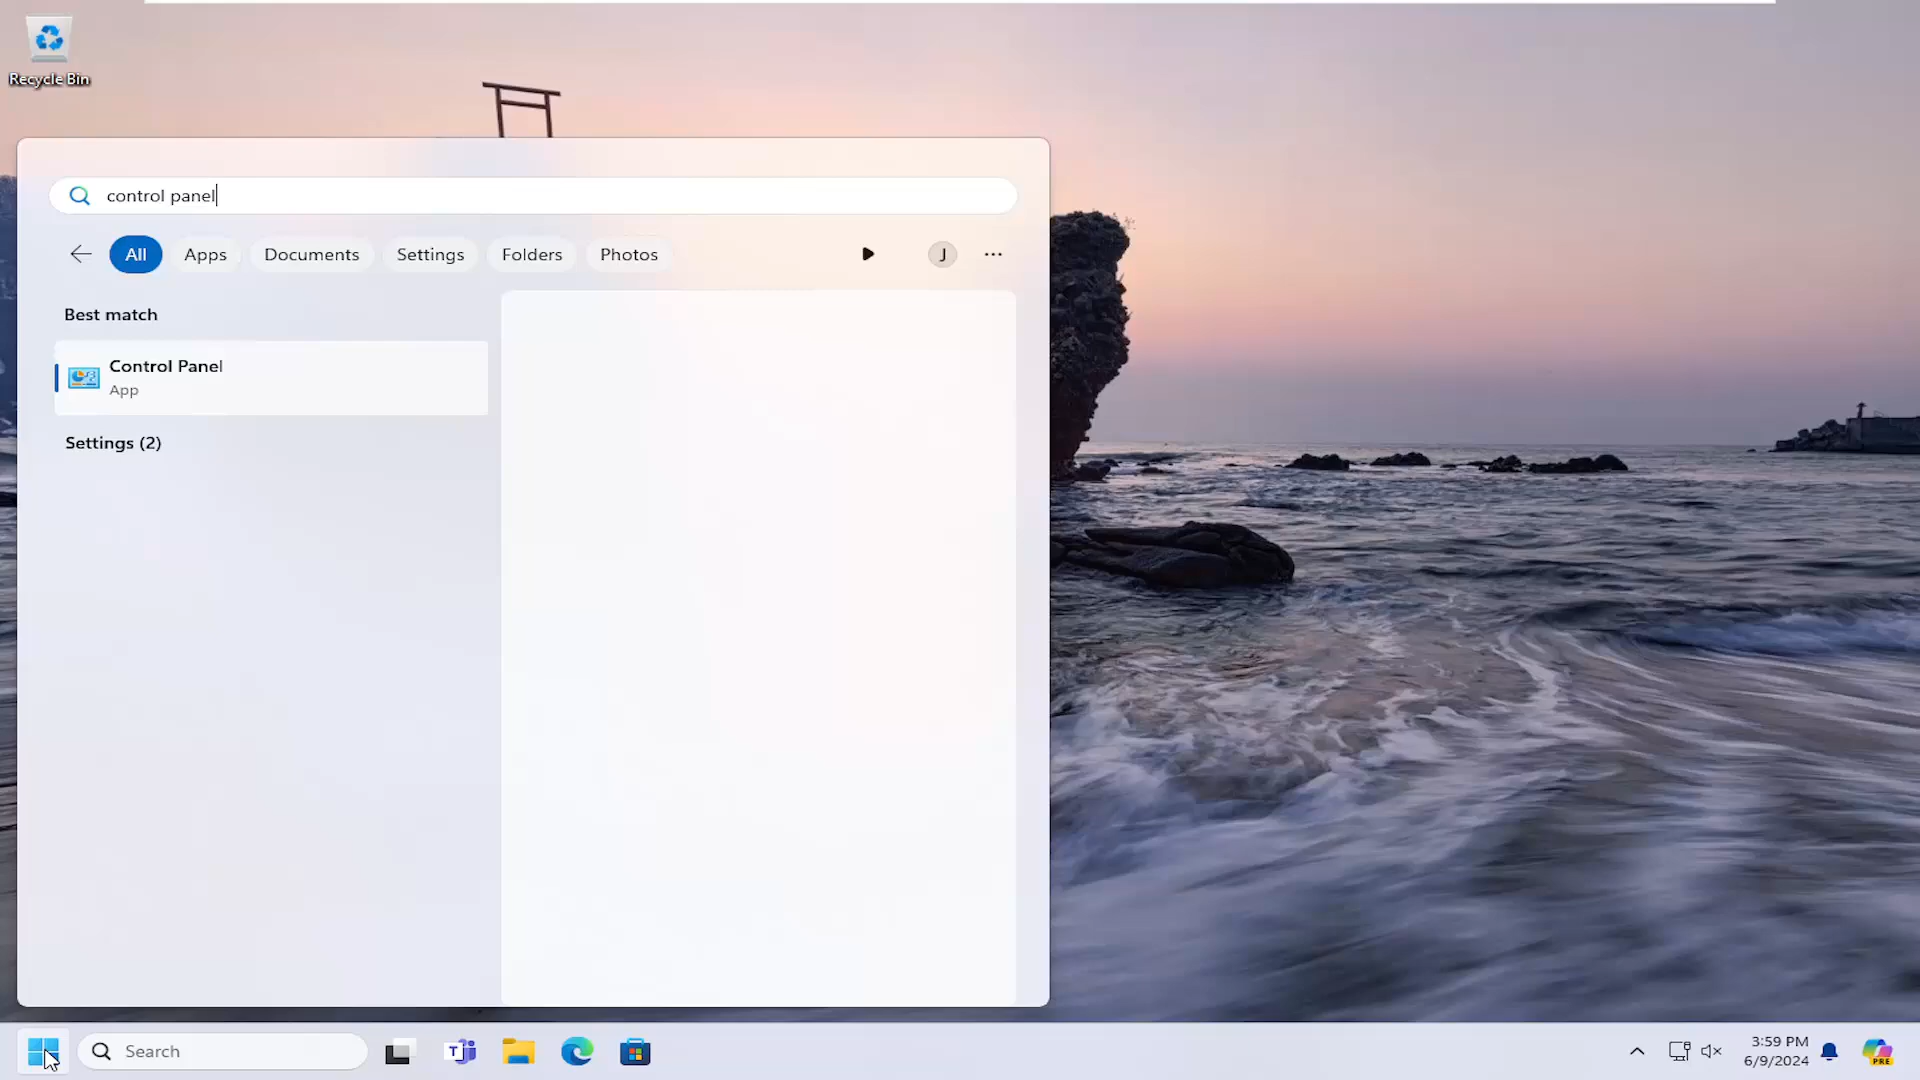 Recycle Bin
control panel
All Apps Documents Settings Folders Photos J
Best match
Control Panel
App
Settings (2)
Search
T
3:59 PM
6/9/2024
PRE